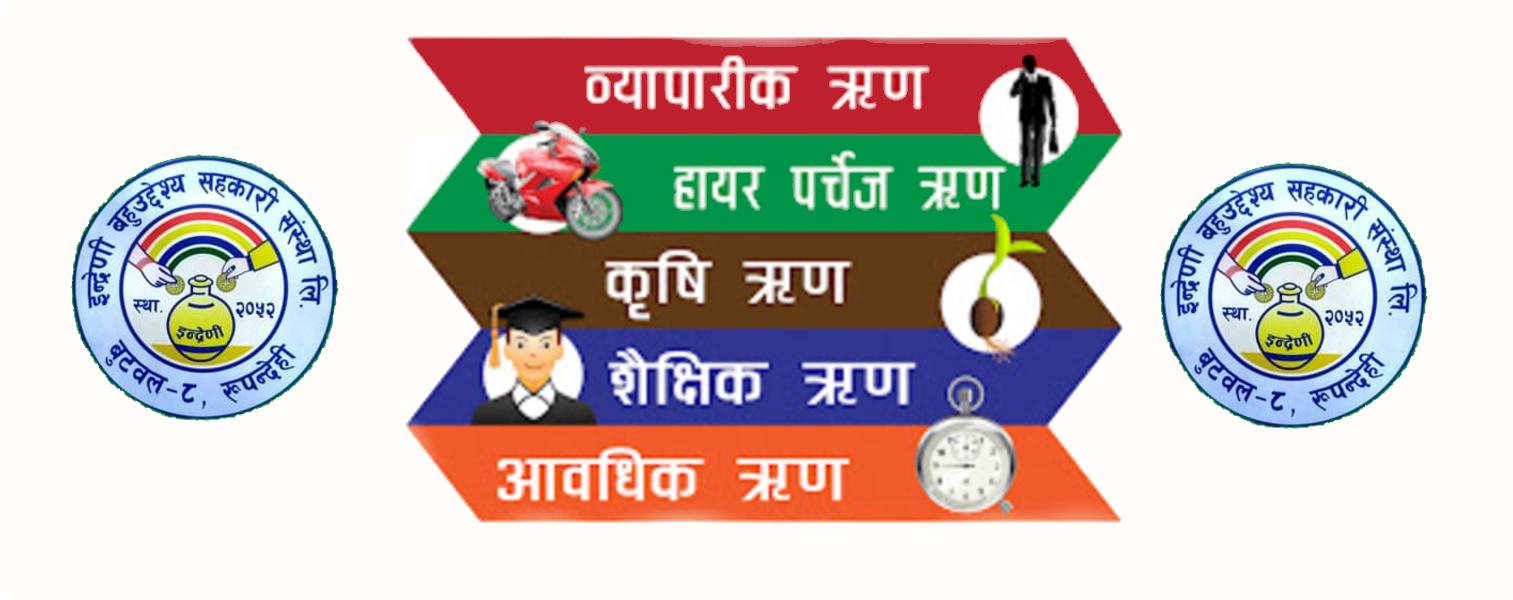 इन्द्रेणी बहुउद्देश्य सहकारी संस्था लि.
स्था. २०५२
इन्द्रेणी
बुटवल-८, रूपन्देही
व्यापारीक ऋण
हायर पर्चेज ऋण
कृषि ऋण
शैक्षिक ऋण
आवधिक ऋण
इन्द्रेणी बहुउद्देश्य सहकारी संस्था लि.
स्था. २०५२
इन्द्रेणी
बुटवल-८, रूपन्देही